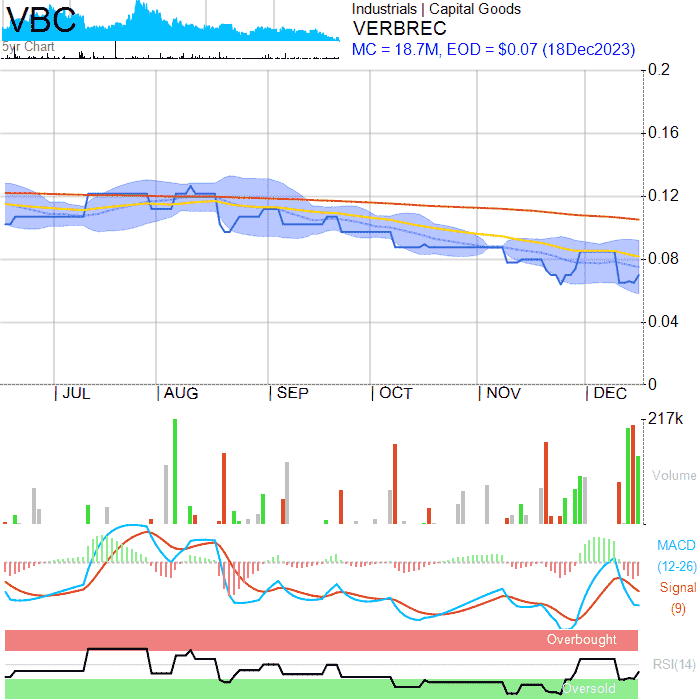 VBC
5yr Chart
Industrials | Capital Goods
VERBREC
MC = 18.7M, EOD = $0.07 (18Dec2023)
0.2
0.16
0.12
0.08
0.04
0
JUL AUG SEP OCT NOV DEC
217k
Volume
MACD
(12-26)
Signal
(9)
Overbought
RSI(14)
Oversold